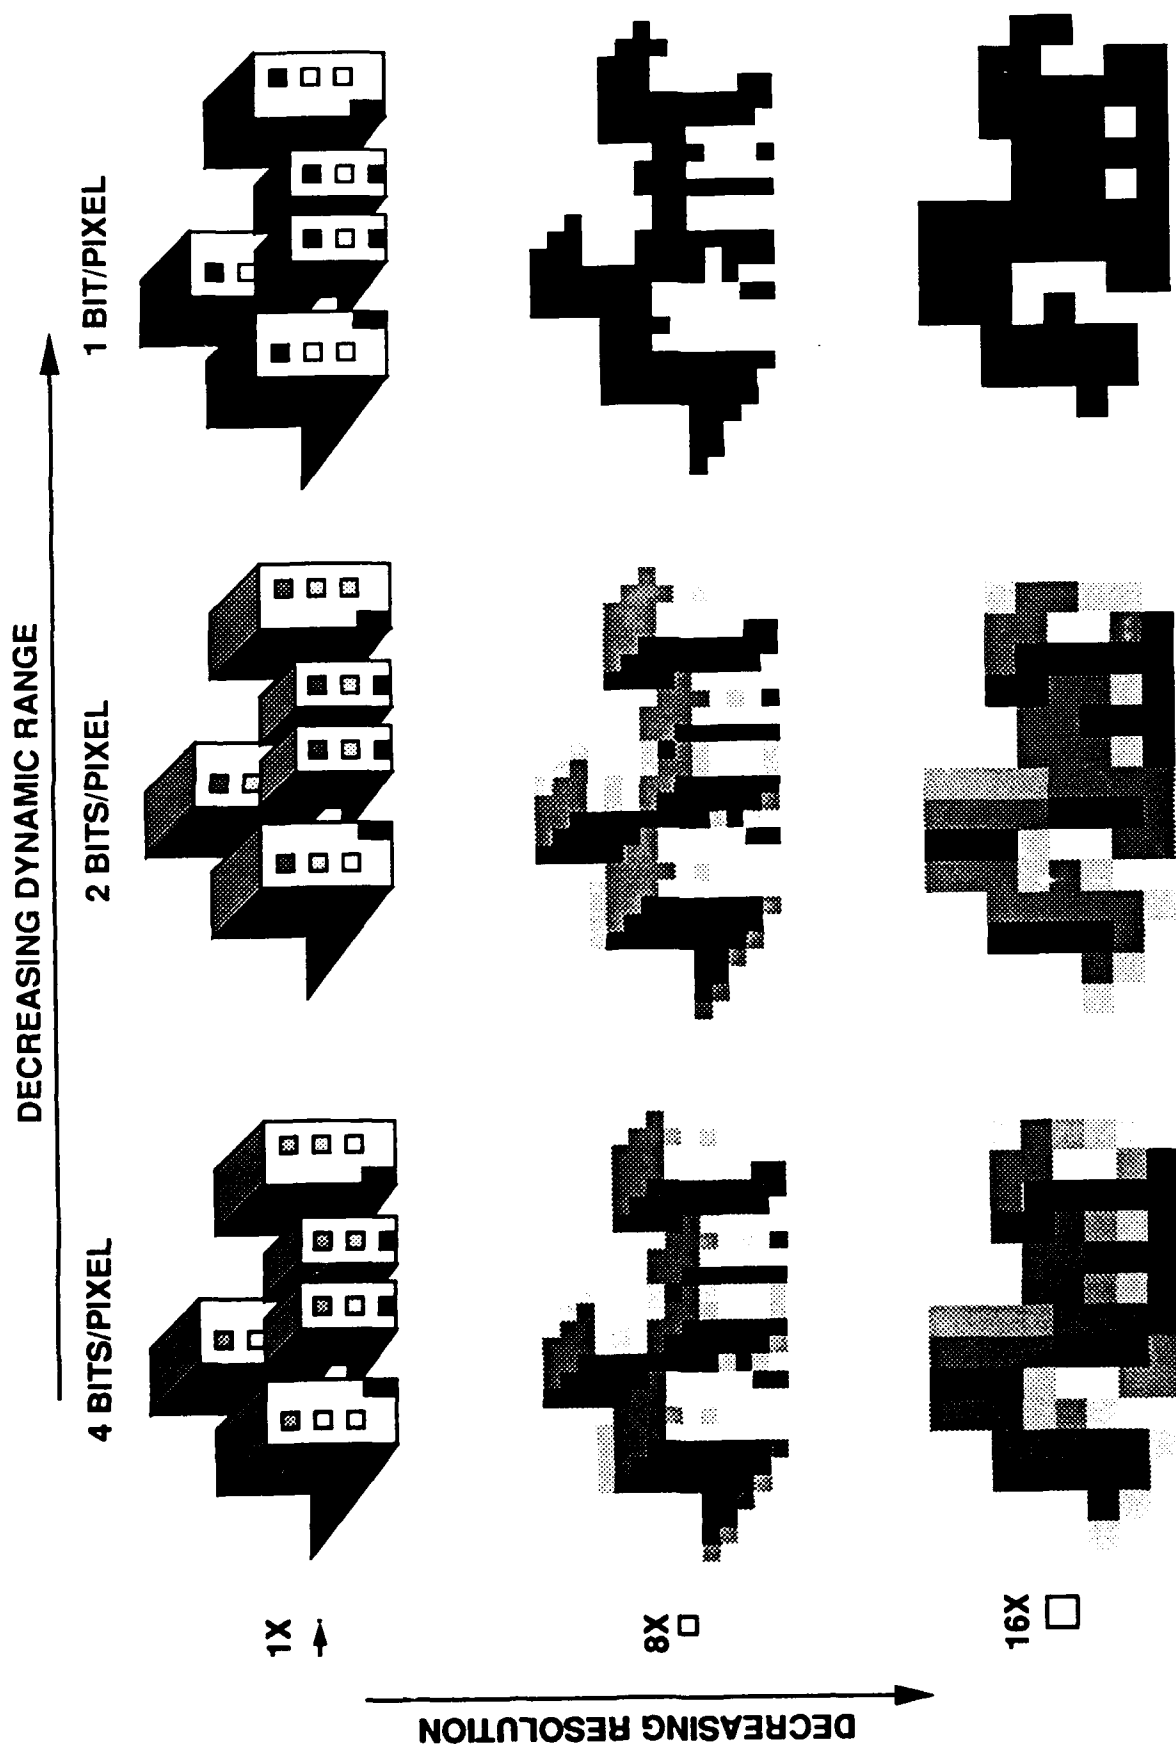 DECREASING DYNAMIC RANGE
4 BITS/PIXEL
2 BITS/PIXEL
1 BIT/PIXEL
1X
8X
16X
DECREASING RESOLUTION